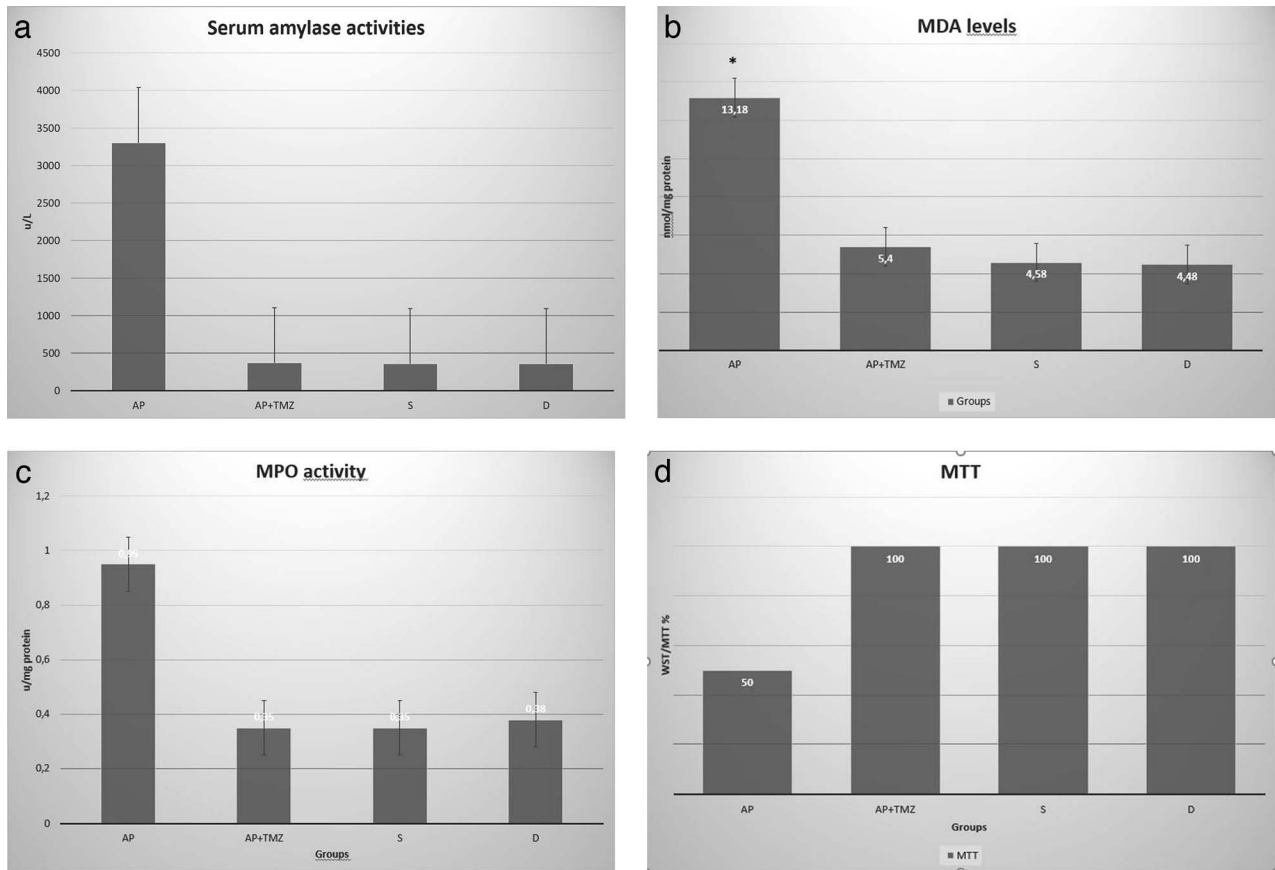 a
Serum amylase activities
4500
4000
3500
3000
2500
2000
1500
1000
500
0
u/L
AP AP+TMZ S D
b
MDA levels
*
nmol/mg protein
13,18
5,4
4,58
4,48
AP AP+TMZ S D
Groups
c
MPO activity
1,2
1
0,8
0,6
0,4
0,2
0
u/mg protein
0,95
0,35
0,35
0,38
AP AP+TMZ S D
Groups
d
MTT
WST/MTT %
50
100
100
100
AP AP+TMZ S D
Groups
MTT